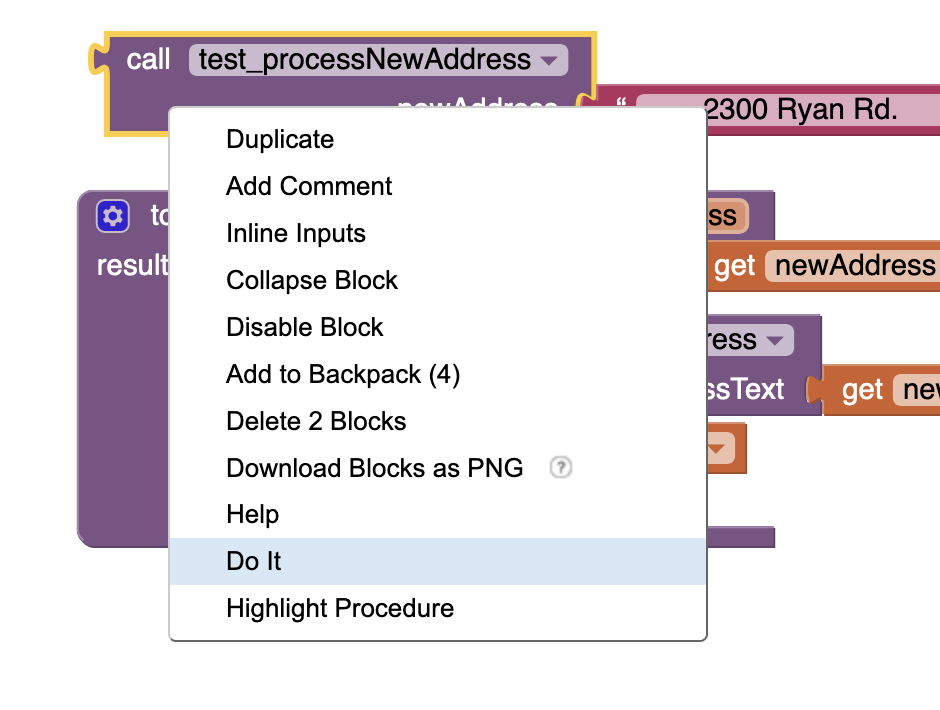 call test_processNewAddress
newAddress “ 2300 Ryan Rd.
Duplicate
Add Comment
Inline Inputs
Collapse Block
Disable Block
Add to Backpack (4)
Delete 2 Blocks
Download Blocks as PNG ?
Help
Do It
Highlight Procedure
to ss
result get newAddress
ress
ssText get new